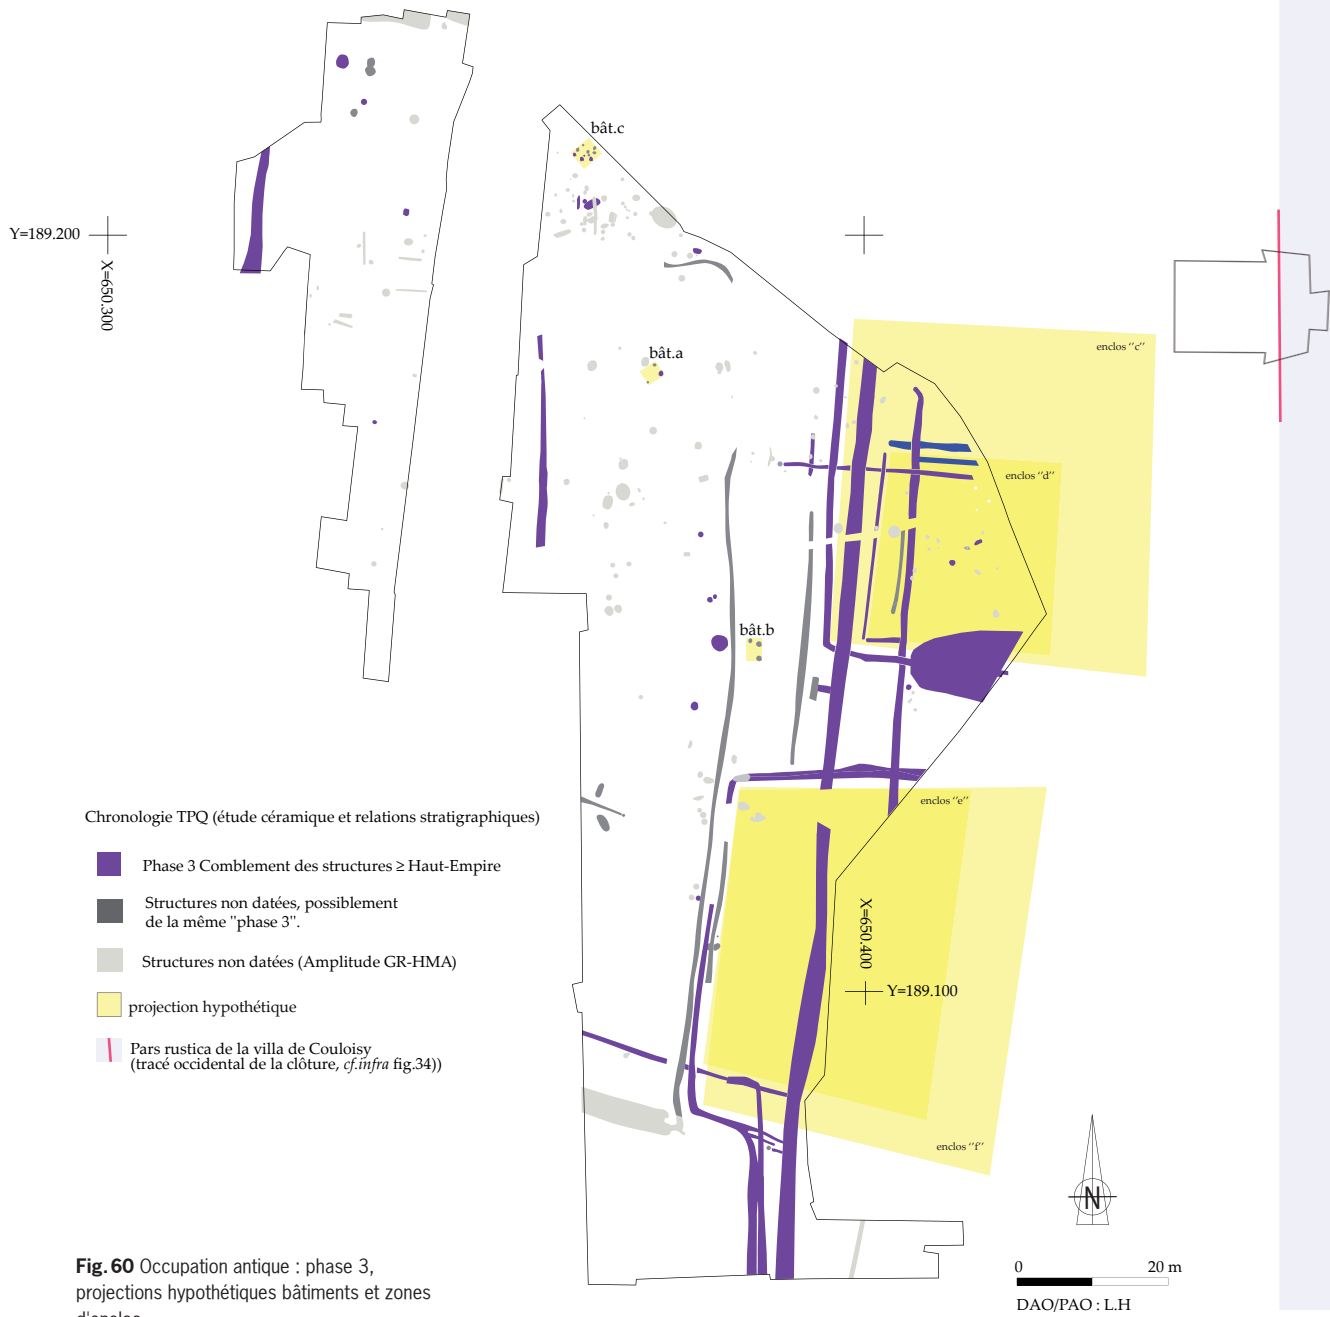 bât.c
Y=189.200
X=650.300
enclos "c"
bât.a
enclos "d"
bât.b
enclos "e"
Chronologie TPQ (étude céramique et relations stratigraphiques)
Phase 3 Comblement des structures ≥ Haut-Empire
Structures non datées, possiblement
de la même "phase 3".
Structures non datées (Amplitude GR-HMA)
projection hypothétique
Pars rustica de la villa de Couloisy
(tracé occidental de la clôture, cf.infra fig.34))
X=650.400
Y=189.100
enclos "f"
N
0 20 m
DAO/PAO : L.H
Fig. 60 Occupation antique : phase 3,
projections hypothétiques bâtiments et zones